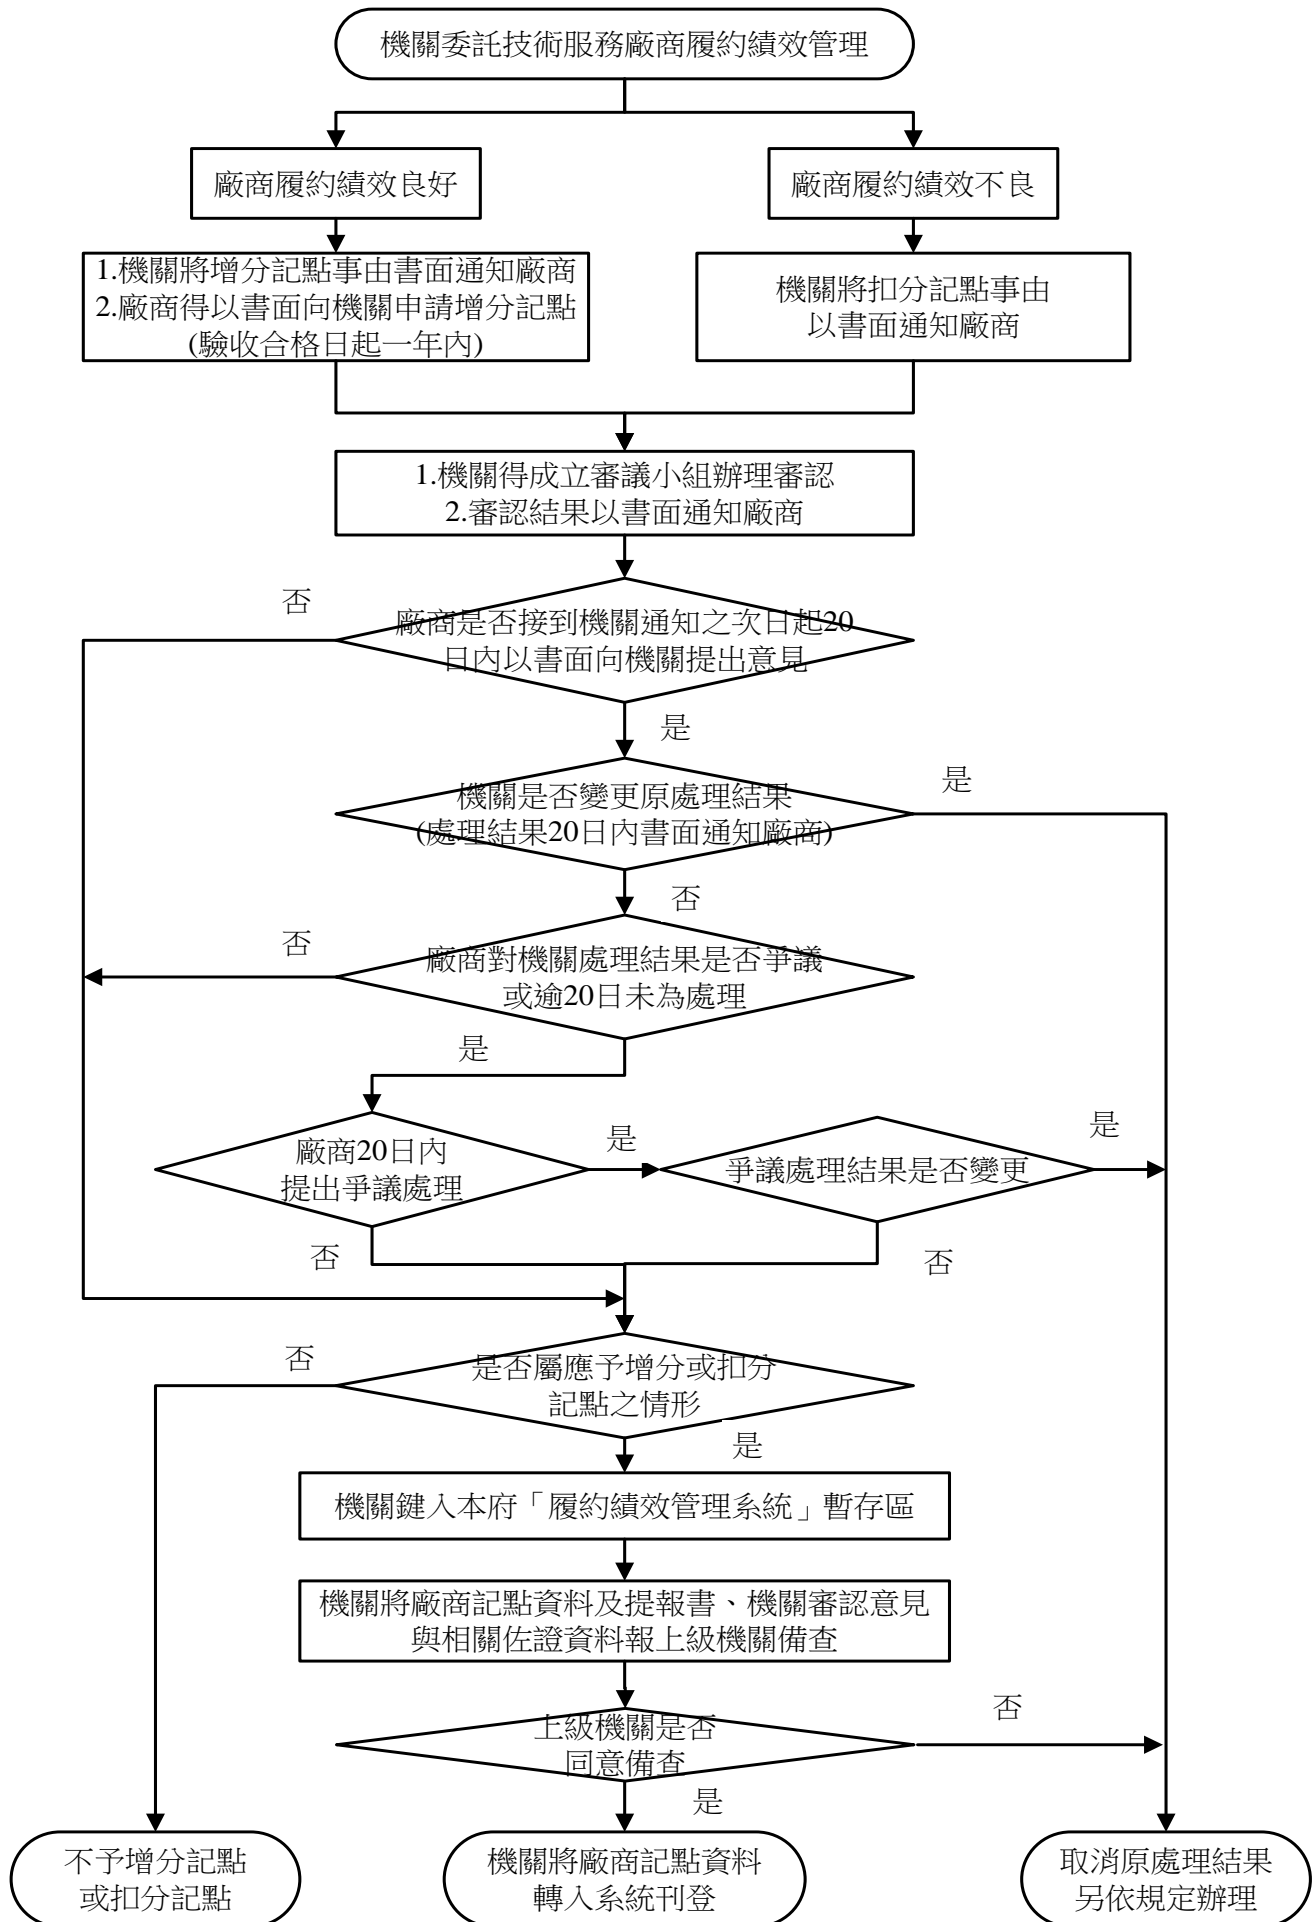 機關委託技術服務廠商履約績效管理
廠商履約績效良好
廠商履約績效不良
1.機關將增分記點事由書面通知廠商
2.廠商得以書面向機關申請增分記點
(驗收合格日起一年內)
機關將扣分記點事由
以書面通知廠商
1.機關得成立審議小組辦理審認
2.審認結果以書面通知廠商
否
廠商是否接到機關通知之次日起20
日內以書面向機關提出意見
是
機關是否變更原處理結果
(處理結果20日內書面通知廠商)
是
否
否
廠商對機關處理結果是否爭議
或逾20日未為處理
是
廠商20日內
提出爭議處理
是
爭議處理結果是否變更
是
否
否
否
是否屬應予增分或扣分
記點之情形
是
機關鍵入本府「履約績效管理系統」暫存區
機關將廠商記點資料及提報書、機關審認意見
與相關佐證資料報上級機關備查
上級機關是否
同意備查
否
是
不予增分記點
或扣分記點
機關將廠商記點資料
轉入系統刊登
取消原處理結果
另依規定辦理